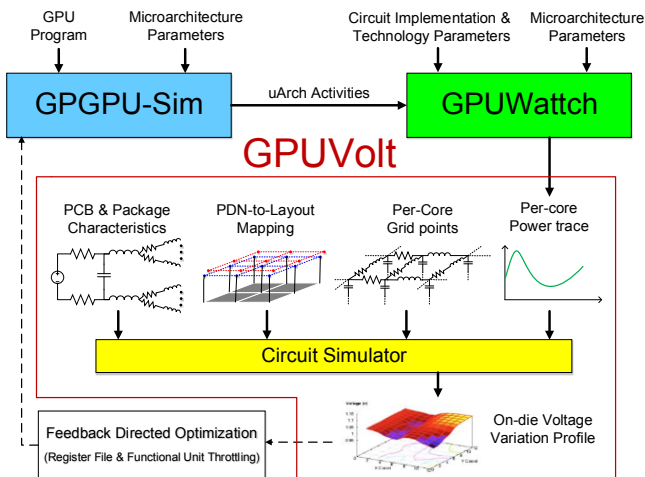 GPU
Program
Microarchitecture
Parameters
Circuit Implementation &
Technology Parameters
Microarchitecture
Parameters
GPGPU-Sim
uArch Activities
GPUWattch
GPUVolt
PCB & Package
Characteristics
PDN-to-Layout
Mapping
Per-Core
Grid points
Per-core
Power trace
Circuit Simulator
On-die Voltage
Variation Profile
Feedback Directed Optimization
(Register File & Functional Unit Throttling)